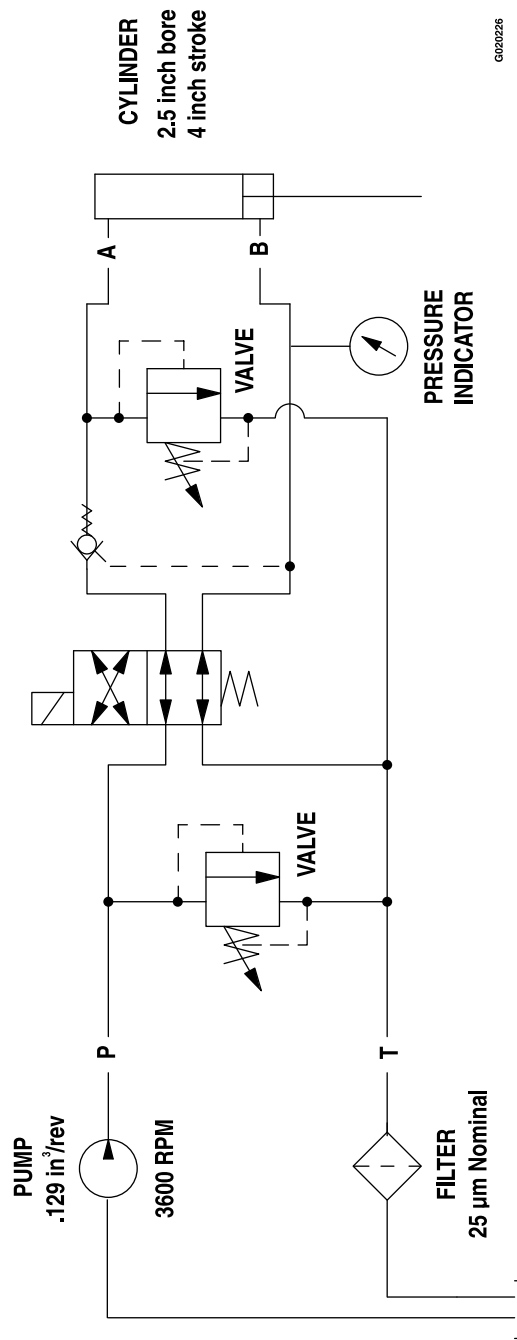 PUMP
.129 in³/rev
3600 RPM
P
VALVE
T
FILTER
25 µm Nominal
VALVE
A
B
CYLINDER
2.5 inch bore
4 inch stroke
PRESSURE
INDICATOR
G020226